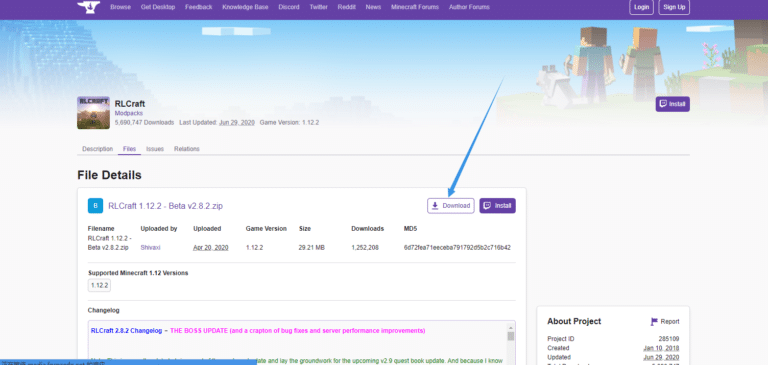 Browse Get Desktop Feedback Knowledge Base Discord Twitter Reddit News Minecraft Forums Author Forums Login Sign Up
RLCRAFT
RLCraft
Modpacks
5,690,747 Downloads Last Updated: Jun 29, 2020 Game Version: 1.12.2
Install
Description Files Issues Relations
File Details
B RLCraft 1.12.2 - Beta v2.8.2.zip Download Install
Filename Uploaded by Uploaded Game Version Size Downloads MD5
RLCraft 1.12.2 -
Beta v2.8.2.zip Shivaxi Apr 20, 2020 1.12.2 29.21 MB 1,252,208 6d72fea71eeceba791792d5b2c716b42
Supported Minecraft 1.12 Versions
1.12.2
Changelog
RLCraft 2.8.2 Changelog - THE BOSS UPDATE (and a crapton of bug fixes and server performance improvements)
date and lay the groundwork for the upcoming v2.9 quest book update. And because I know
About Project Report
Project ID 285109
Created Jan 10, 2018
Updated Jun 29, 2020